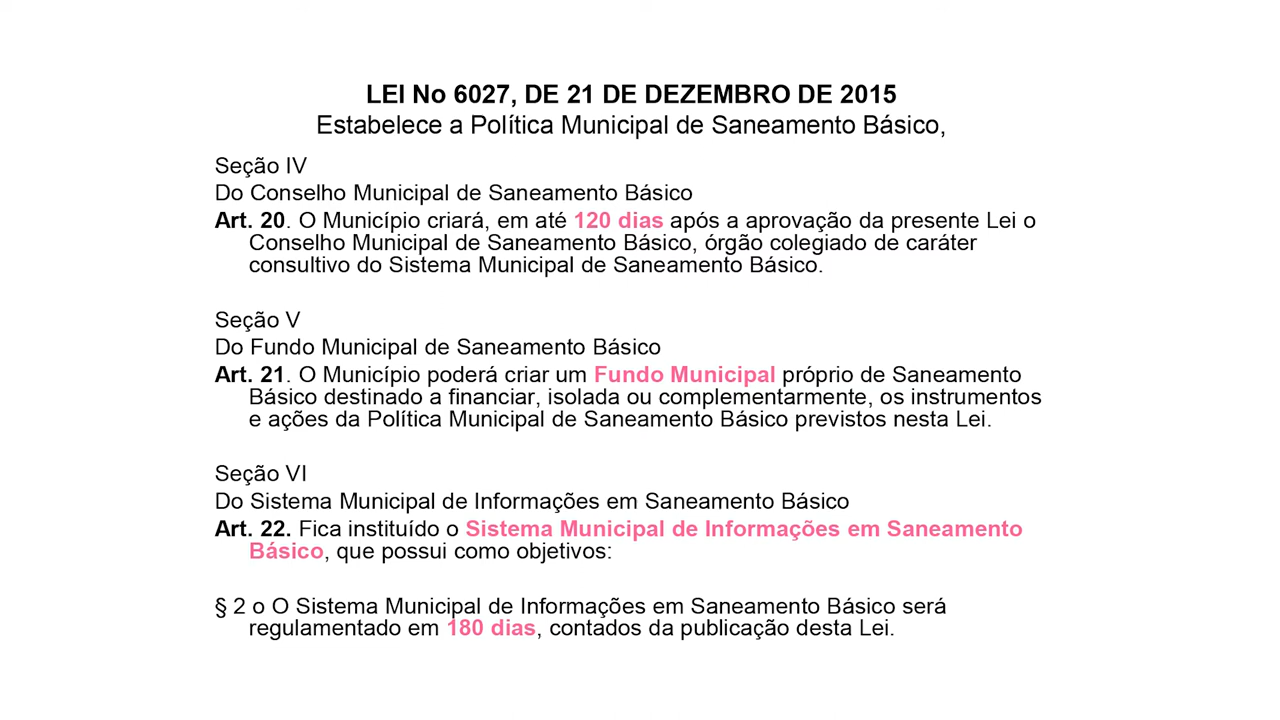 LEI No 6027, DE 21 DE DEZEMBRO DE 2015
Estabelece a Política Municipal de Saneamento Básico,
Seção IV
Do Conselho Municipal de Saneamento Básico
Art. 20. O Município criará, em até 120 dias após a aprovação da presente Lei o
Conselho Municipal de Saneamento Básico, órgão colegiado de caráter
consultivo do Sistema Municipal de Saneamento Básico.
Seção V
Do Fundo Municipal de Saneamento Básico
Art. 21. O Município poderá criar um Fundo Municipal próprio de Saneamento
Básico destinado a financiar, isolada ou complementarmente, os instrumentos
e ações da Política Municipal de Saneamento Básico previstos nesta Lei.
Seção VI
Do Sistema Municipal de Informações em Saneamento Básico
Art. 22. Fica instituído o Sistema Municipal de Informações em Saneamento
Básico, que possui como objetivos:
§ 2 o O Sistema Municipal de Informações em Saneamento Básico será
regulamentado em 180 dias, contados da publicação desta Lei.